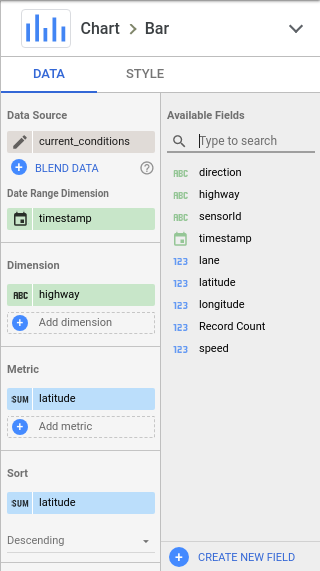 Chart > Bar
DATA
STYLE
Data Source
current_conditions
BLEND DATA
Date Range Dimension
timestamp
Dimension
ABC highway
Add dimension
Metric
SUM latitude
Add metric
Sort
SUM latitude
Descending
Available Fields
Type to search
ABC direction
ABC highway
ABC sensorId
timestamp
123 lane
123 latitude
123 longitude
123 Record Count
123 speed
CREATE NEW FIELD